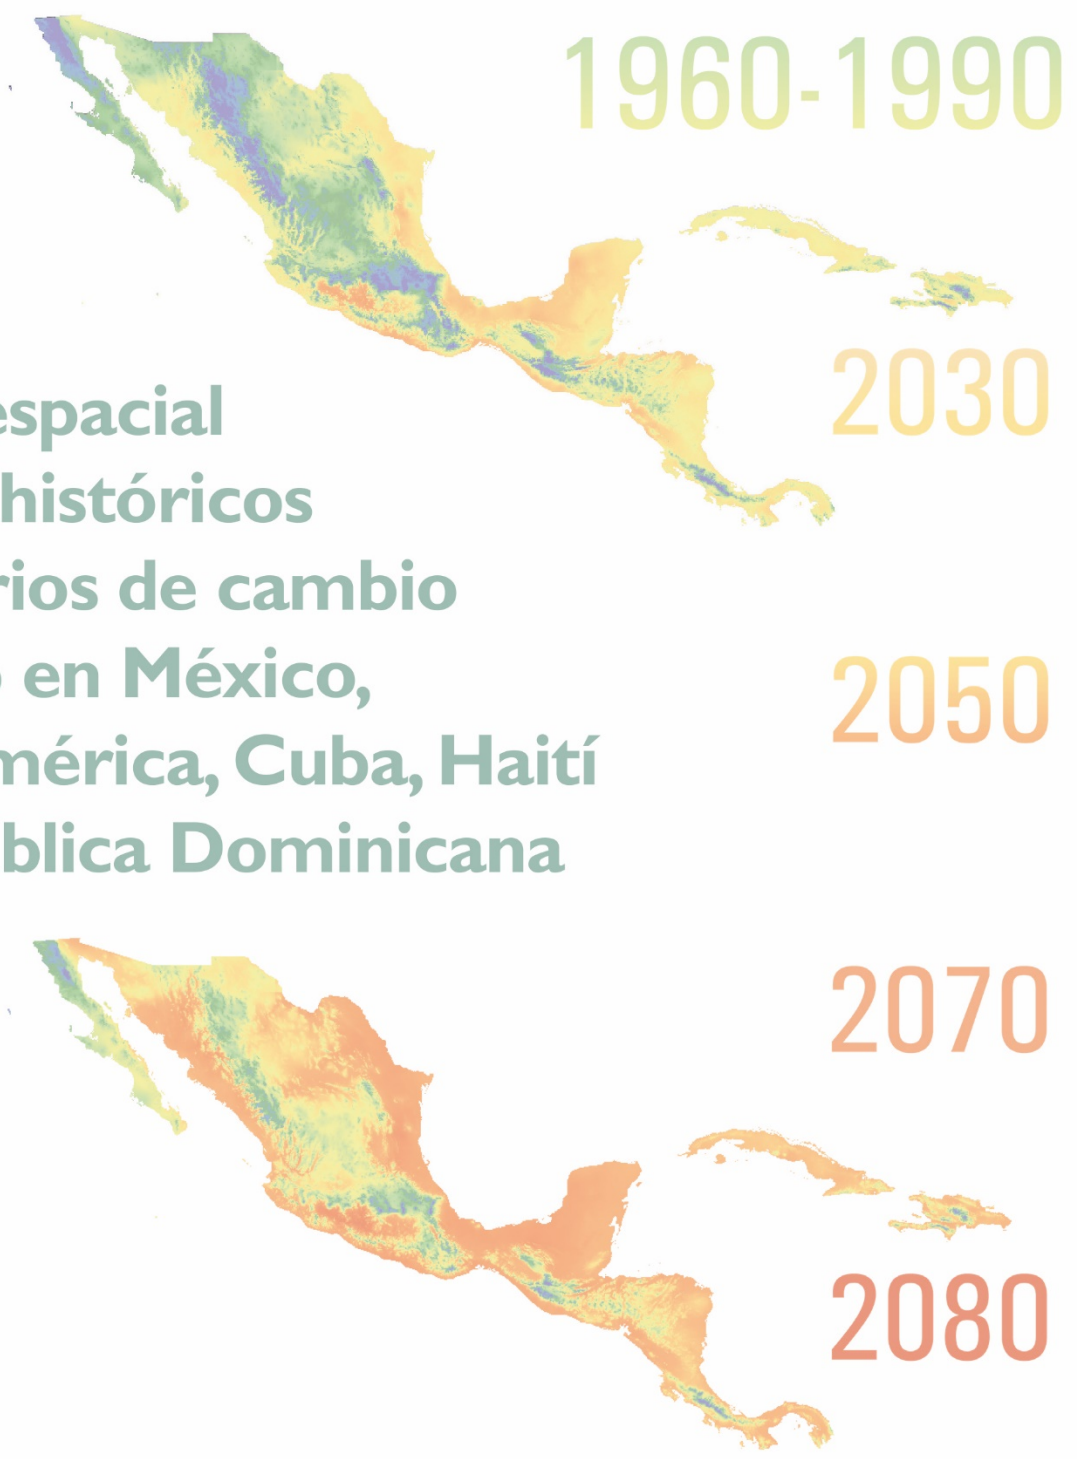 1960-1990
2030
espacial
históricos
rios de cambio
en México,
mérica, Cuba, Haití
blica Dominicana
2050
2070
2080